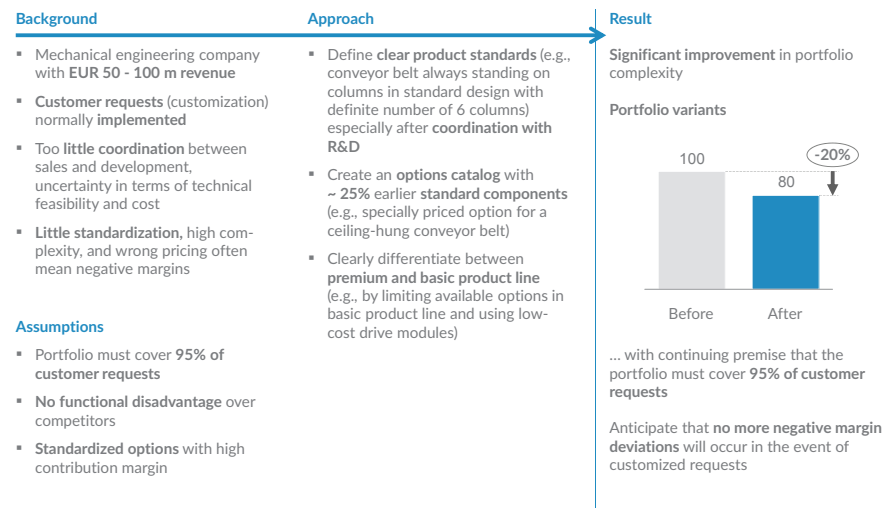 Background
▪ Mechanical engineering company
with EUR 50 - 100 m revenue
▪ Customer requests (customization)
normally implemented
▪ Too little coordination between
sales and development,
uncertainty in terms of technical
feasibility and cost
▪ Little standardization, high com-
plexity, and wrong pricing often
mean negative margins
Assumptions
▪ Portfolio must cover 95% of
customer requests
▪ No functional disadvantage over
competitors
▪ Standardized options with high
contribution margin
Approach
▪ Define clear product standards (e.g.,
conveyor belt always standing on
columns in standard design with
definite number of 6 columns)
especially after coordination with
R&D
▪ Create an options catalog with
~ 25% earlier standard components
(e.g., specially priced option for a
ceiling-hung conveyor belt)
▪ Clearly differentiate between
premium and basic product line
(e.g., by limiting available options in
basic product line and using low-
cost drive modules)
Result
Significant improvement in portfolio
complexity
Portfolio variants
-20%
100
80
Before After
... with continuing premise that the
portfolio must cover 95% of customer
requests
Anticipate that no more negative margin
deviations will occur in the event of
customized requests